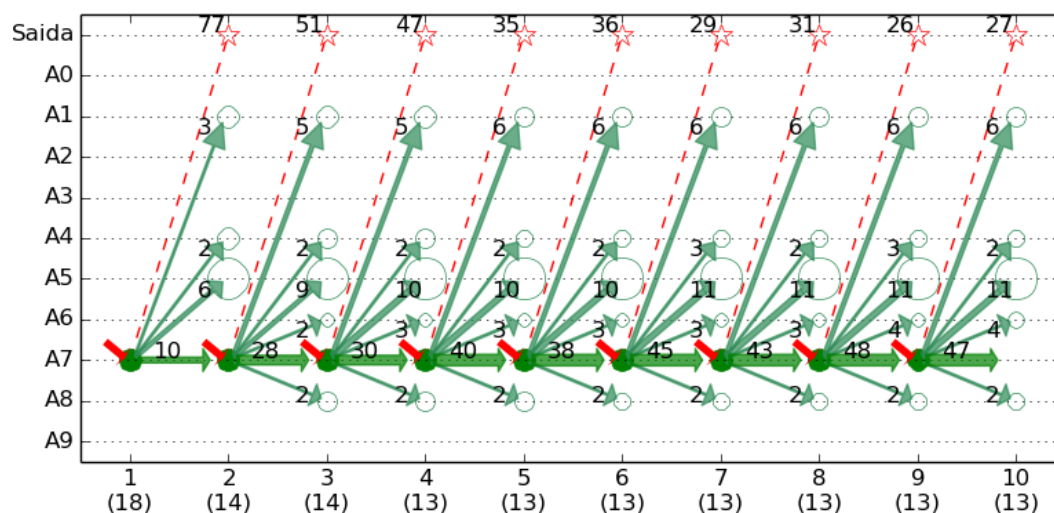 Saida 77 51 47 35 36 29 31 26 27
A0
A1 3 5 5 6 6 6 6 6 6
A2
A3
A4 2 2 2 2 2 3 2 3 2
A5 6 9 10 10 10 11 11 11 11
A6 2 3 3 3 3 3 4 4
A7 10 28 30 40 38 45 43 48 47
A8 2 2 2 2 2 2 2 2
A9
1 2 3 4 5 6 7 8 9 10
(18) (14) (14) (13) (13) (13) (13) (13) (13) (13)